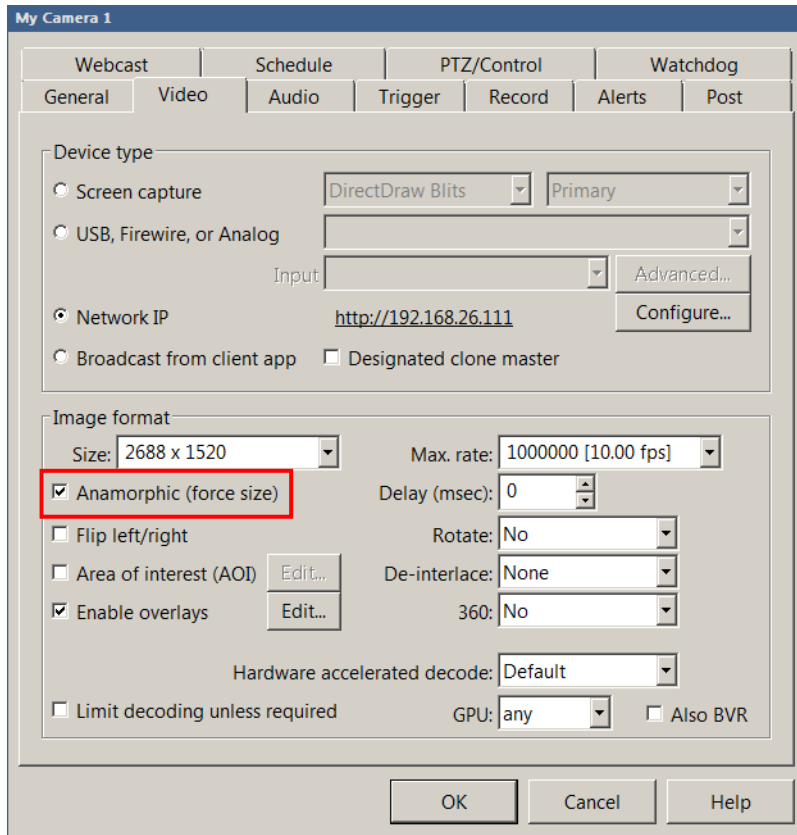 My Camera 1
Webcast Schedule PTZ/Control Watchdog
General Video Audio Trigger Record Alerts Post
Device type
Screen capture DirectDraw Blits Primary
USB, Firewire, or Analog
Input Advanced...
Network IP http://192.168.26.111 Configure...
Broadcast from client app Designated clone master
Image format
Size: 2688 x 1520 Max. rate: 1000000 [10.00 fps]
Anamorphic (force size) Delay (msec): 0
Flip left/right Rotate: No
Area of interest (AOI) Edit... De-interlace: None
Enable overlays Edit... 360: No
Hardware accelerated decode: Default
Limit decoding unless required GPU: any Also BVR
OK Cancel Help